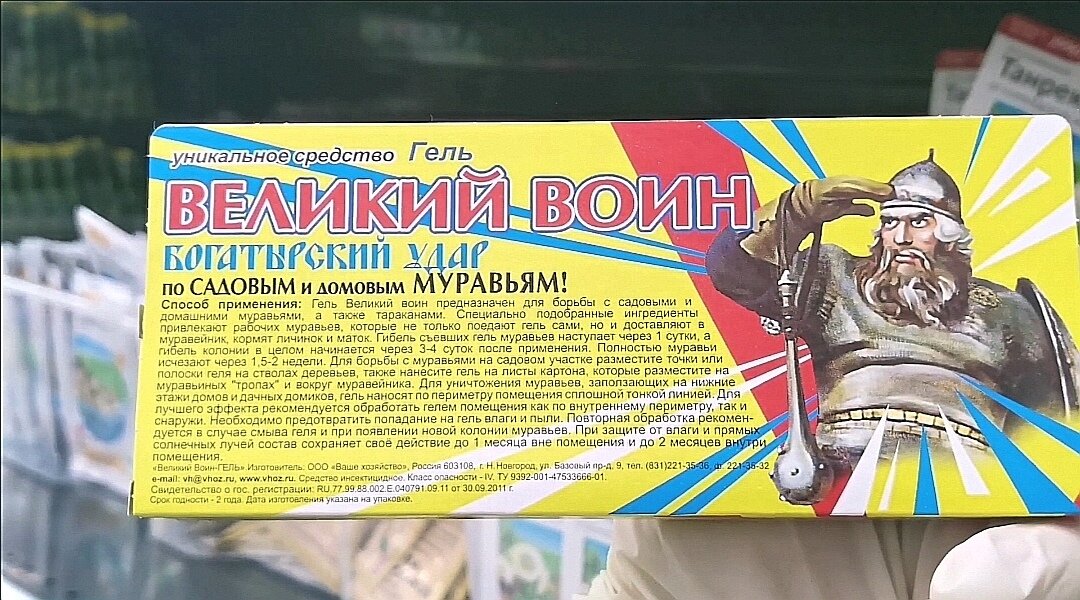 уникальное средство Гель
ВЕЛИКИЙ ВОИН
БОГАТЫРСКИЙ УДАР
по САДОВЫМ и домовым МУРАВЬЯМ!
Способ применения: Гель Великий воин предназначен для борьбы с садовыми и
домашними муравьями, а также тараканами. Специально подобранные ингредиенты
привлекают рабочих муравьев, которые не только поедают гель сами, но и доставляют в
муравейник, кормят личинок и маток. Гибель съевших гель муравьев наступает через 1 сутки, а
гибель колонии в целом начинается через 3-4 суток после применения. Полностью муравьи
исчезают через 1,5-2 недели. Для борьбы с муравьями на садовом участке разместите точки или
полоски геля на стволах деревьев, также нанесите гель на листы картона, которые разместите на
муравьиных "тропах" и вокруг муравейника. Для уничтожения муравьев, заползающих на нижние
этажи домов и дачных домиков, гель наносят по периметру помещения сплошной тонкой линией. Для
лучшего эффекта рекомендуется обработать гелем помещения как по внутреннему периметру, так и
снаружи. Необходимо предотвратить попадание на гель влаги и пыли. Повторная обработка рекомен-
дуется в случае смыва геля и при появлении новой колонии муравьев. При защите от влаги и прямых
солнечных лучей состав сохраняет своё действие до 1 месяца вне помещения и до 2 месяцев внутри
помещения.
«Великий Воин-ГЕЛЬ» Изготовитель: ООО «Ваше хозяйство», Россия 603108, г. Н.Новгород, ул. Базовый пр-д, 9, тел. (831)221-35-36, ф. 221-35-32
e-mail: vh@vhoz.ru, www.vhoz.ru. Средство инсектицидное. Класс опасности - IV. ТУ 9392-001-47533666-01.
Свидетельство о гос. регистрации: RU.77.99.88.002.Е.040791.09.11 от 30.09.2011 г.
Срок годности - 2 года. Дата изготовления указана на упаковке.